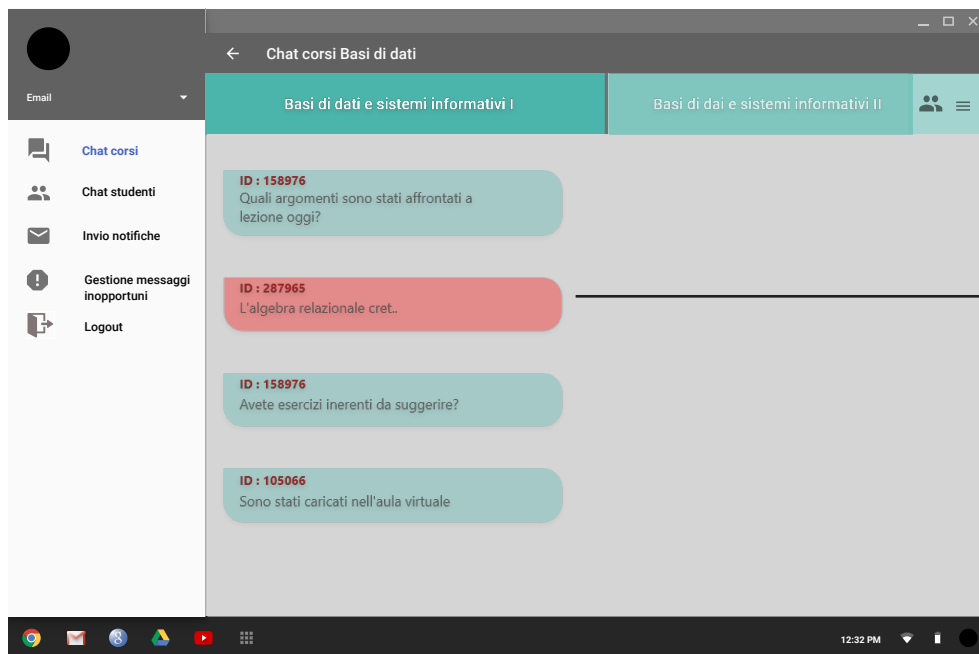 Chat corsi Basi di dati
Email
Basi di dati e sistemi informativi I
Basi di dai e sistemi informativi II
Chat corsi
Chat studenti
Invio notifiche
Gestione messaggi
inopportuni
Logout
ID : 158976
Quali argomenti sono stati affrontati a
lezione oggi?
ID : 287965
L'algebra relazionale cret..
ID : 158976
Avete esercizi inerenti da suggerire?
ID : 105066
Sono stati caricati nell'aula virtuale
12:32 PM